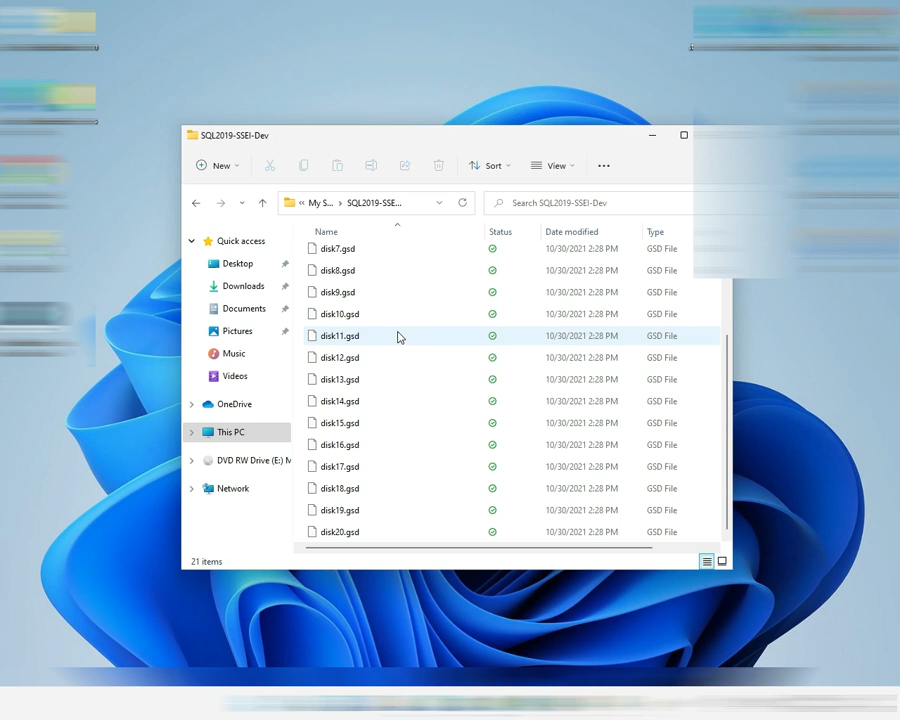 SQL2019-SSEI-Dev
New
Sort
View
« My S... › SQL2019-SSE...
Search SQL2019-SSEI-Dev
Quick access
Desktop
Downloads
Documents
Pictures
Music
Videos
OneDrive
This PC
DVD RW Drive (E:) M
Network
Name Status Date modified Type
disk7.gsd 10/30/2021 2:28 PM GSD File
disk8.gsd 10/30/2021 2:28 PM GSD File
disk9.gsd 10/30/2021 2:28 PM GSD File
disk10.gsd 10/30/2021 2:28 PM GSD File
disk11.gsd 10/30/2021 2:28 PM GSD File
disk12.gsd 10/30/2021 2:28 PM GSD File
disk13.gsd 10/30/2021 2:28 PM GSD File
disk14.gsd 10/30/2021 2:28 PM GSD File
disk15.gsd 10/30/2021 2:28 PM GSD File
disk16.gsd 10/30/2021 2:28 PM GSD File
disk17.gsd 10/30/2021 2:28 PM GSD File
disk18.gsd 10/30/2021 2:28 PM GSD File
disk19.gsd 10/30/2021 2:28 PM GSD File
disk20.gsd 10/30/2021 2:28 PM GSD File
21 items